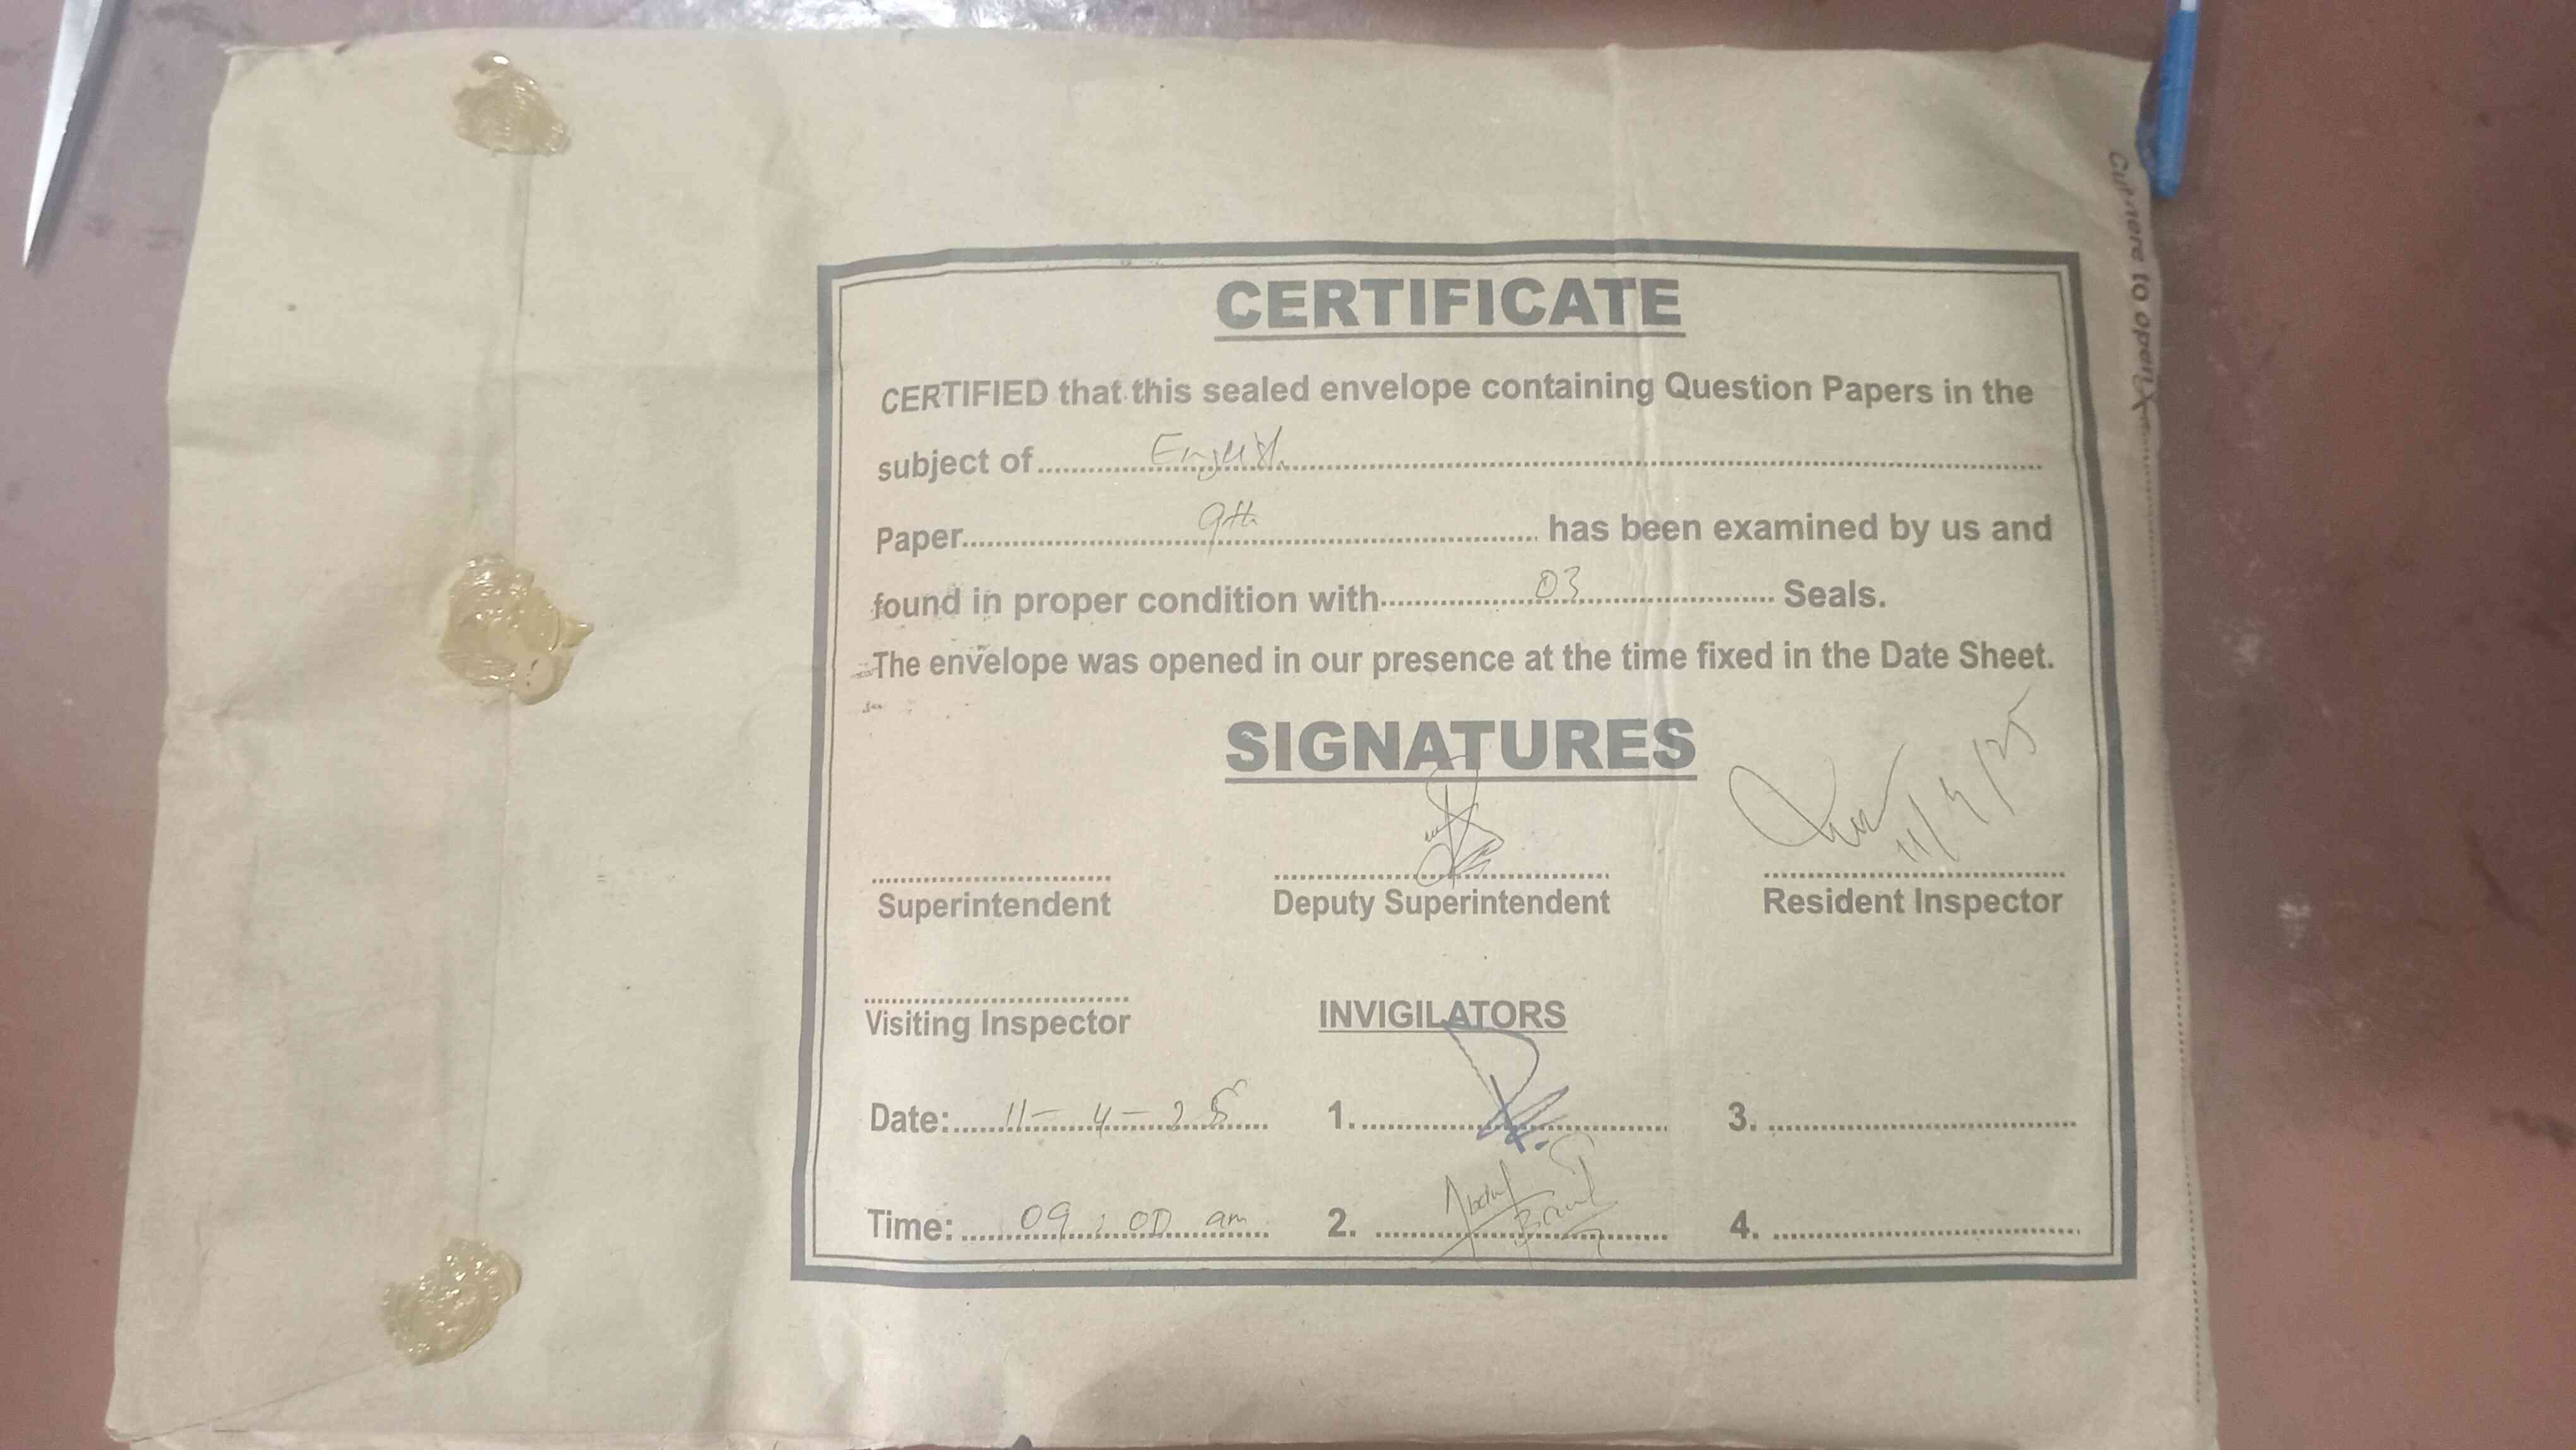 Cut here to open
CERTIFICATE
CERTIFIED that this sealed envelope containing Question Papers in the
subject of..........English..........
Paper..........9th.......... has been examined by us and
found in proper condition with..........03.......... Seals.
The envelope was opened in our presence at the time fixed in the Date Sheet.
SIGNATURES
11/4/25
Superintendent Deputy Superintendent Resident Inspector
Visiting Inspector INVIGILATORS
Date:.....11-4-25..... 1............ 3............
Time:.....09:00 am..... 2............ 4............